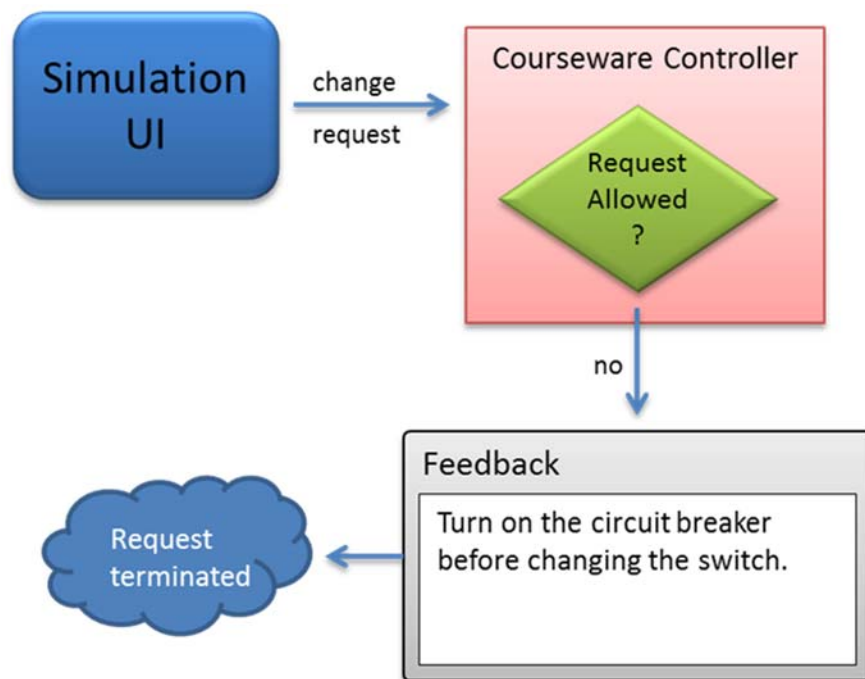 Simulation
UI
change
request
Courseware Controller
Request
Allowed
?
no
Feedback
Turn on the circuit breaker
before changing the switch.
Request
terminated